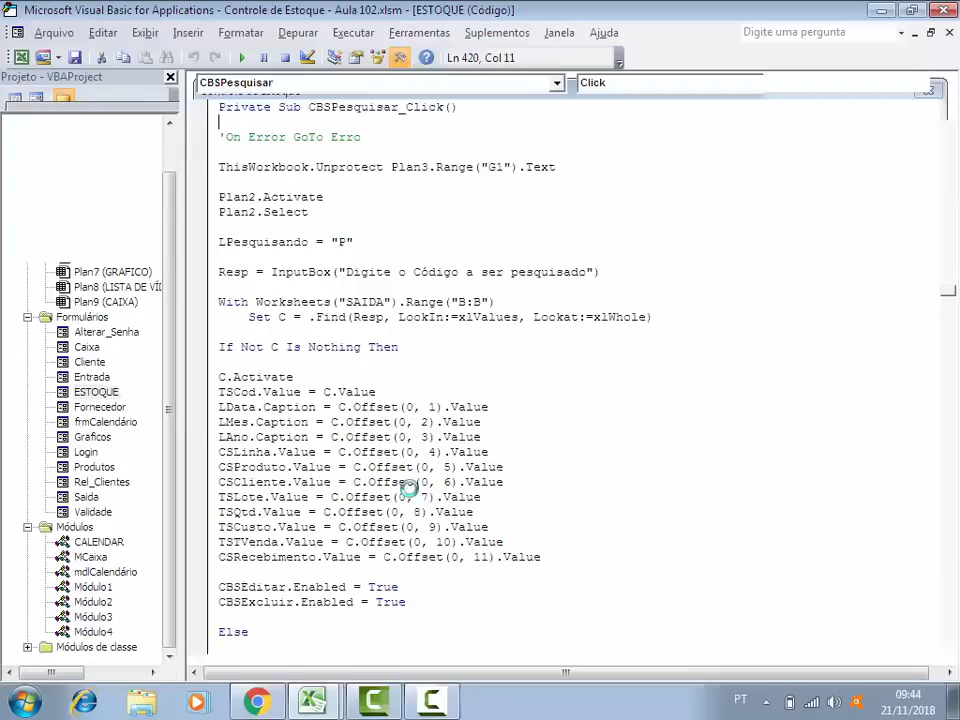 Microsoft Visual Basic for Applications - Controle de Estoque - Aula 102.xlsm - [ESTOQUE (Código)]
Arquivo Editar Exibir Inserir Formatar Depurar Executar Ferramentas Suplementos Janela Ajuda
Digite uma pergunta
Ln 420, Col 11
Projeto - VBAProject
CBSPesquisar
Click
Private Sub CBSPesquisar_Click()
'On Error GoTo Erro
ThisWorkbook.Unprotect Plan3.Range("G1").Text
Plan2.Activate
Plan2.Select
LPesquisando = "P"
Resp = InputBox("Digite o Código a ser pesquisado")
With Worksheets("SAIDA").Range("B:B")
Set C = .Find(Resp, LookIn:=xlValues, Lookat:=xlWhole)
If Not C Is Nothing Then
C.Activate
TSCod.Value = C.Value
LData.Caption = C.Offset(0, 1).Value
LMes.Caption = C.Offset(0, 2).Value
LAno.Caption = C.Offset(0, 3).Value
CSLinha.Value = C.Offset(0, 4).Value
CSProduto.Value = C.Offset(0, 5).Value
CSCliente.Value = C.Offset(0, 6).Value
TSLote.Value = C.Offset(0, 7).Value
TSQtd.Value = C.Offset(0, 8).Value
TSCusto.Value = C.Offset(0, 9).Value
TSTVenda.Value = C.Offset(0, 10).Value
CSRecebimento.Value = C.Offset(0, 11).Value
CBSEditar.Enabled = True
CBSExcluir.Enabled = True
Else
Plan7 (GRAFICO)
Plan8 (LISTA DE VÍ
Plan9 (CAIXA)
Formulários
Alterar_Senha
Caixa
Cliente
Entrada
ESTOQUE
Fornecedor
frmCalendário
Graficos
Login
Produtos
Rel_Clientes
Saida
Validade
Módulos
CALENDAR
MCaixa
mdlCalendário
Módulo1
Módulo2
Módulo3
Módulo4
Módulos de classe
PT
09:44
21/11/2018